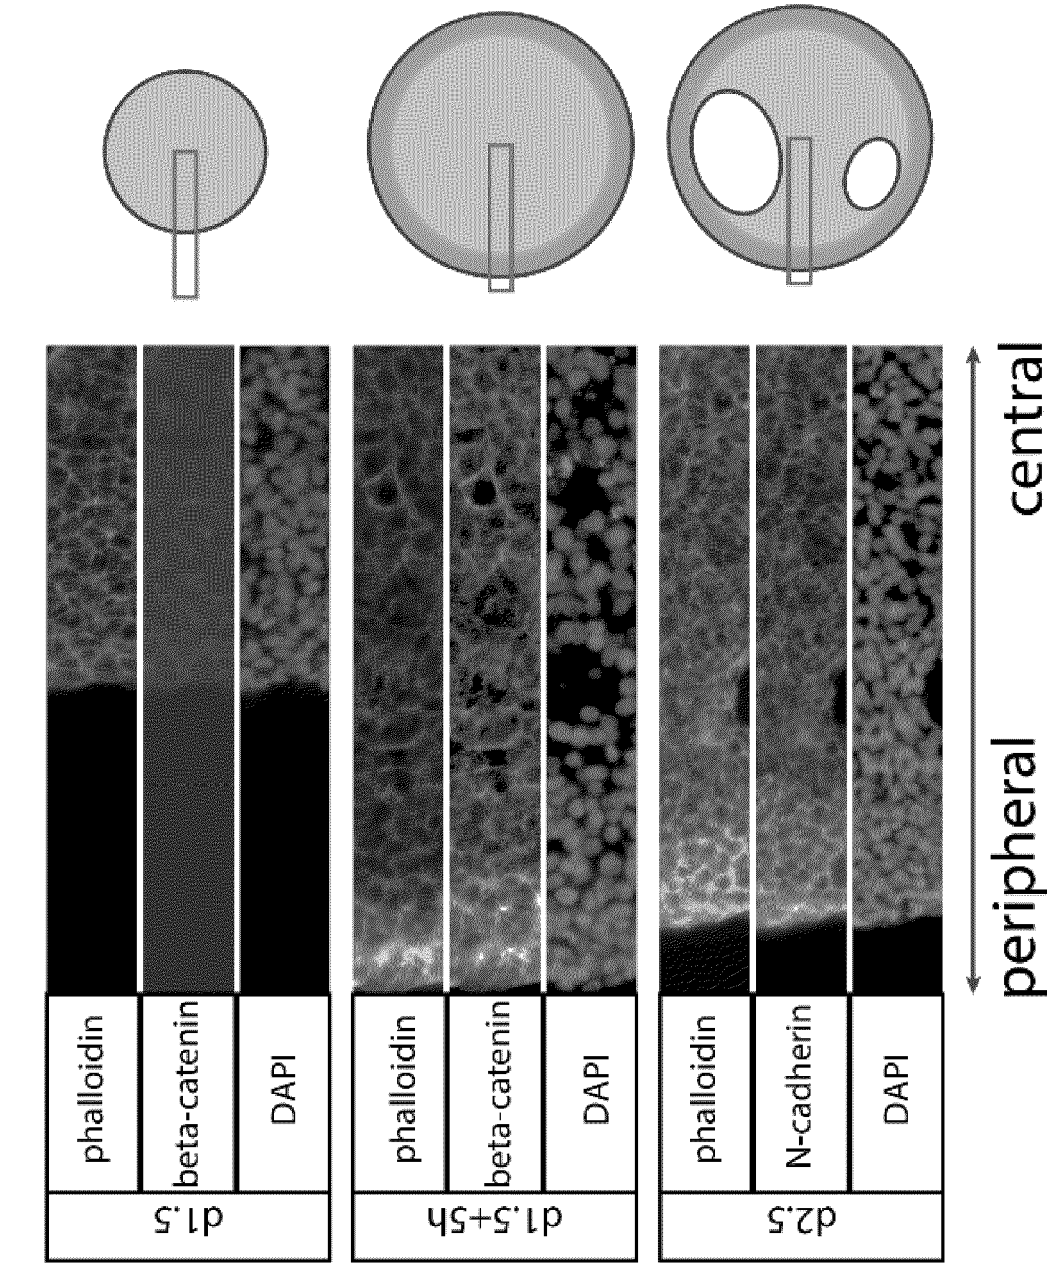 central
peripheral
phalloidin
beta-catenin
DAPI
d1.5
phalloidin
beta-catenin
DAPI
d1.5+5h
phalloidin
N-cadherin
DAPI
d2.5